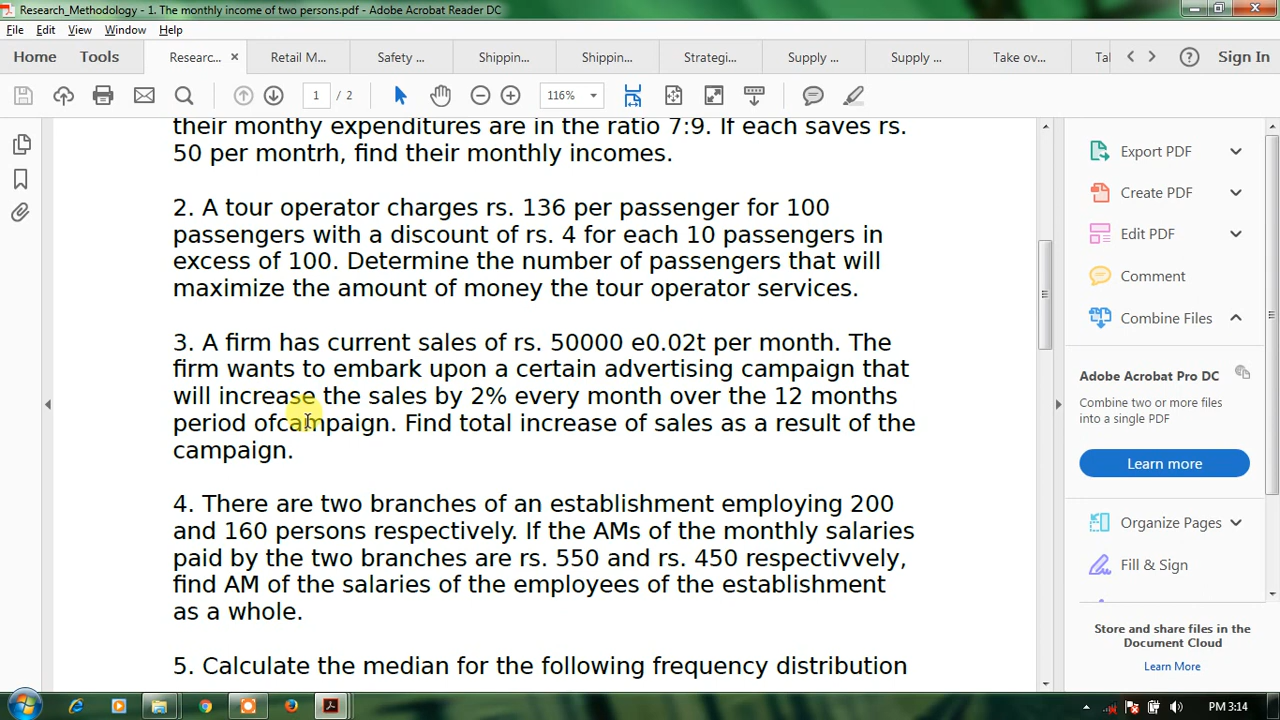 Research_Methodology - 1. The monthly income of two persons.pdf - Adobe Acrobat Reader DC
File Edit View Window Help
Home Tools Researc... × Retail M... Safety ... Shippin... Shippin... Strategi... Supply ... Supply ... Take ov... Tal ? Sign In
1 / 2 116%
their monthy expenditures are in the ratio 7:9. If each saves rs.
50 per montrh, find their monthly incomes.
2. A tour operator charges rs. 136 per passenger for 100
passengers with a discount of rs. 4 for each 10 passengers in
excess of 100. Determine the number of passengers that will
maximize the amount of money the tour operator services.
3. A firm has current sales of rs. 50000 e0.02t per month. The
firm wants to embark upon a certain advertising campaign that
will increase the sales by 2% every month over the 12 months
period ofcampaign. Find total increase of sales as a result of the
campaign.
4. There are two branches of an establishment employing 200
and 160 persons respectively. If the AMs of the monthly salaries
paid by the two branches are rs. 550 and rs. 450 respectivvely,
find AM of the salaries of the employees of the establishment
as a whole.
5. Calculate the median for the following frequency distribution
Export PDF
Create PDF
Edit PDF
Comment
Combine Files
Adobe Acrobat Pro DC
Combine two or more files
into a single PDF
Learn more
Organize Pages
Fill & Sign
Store and share files in the
Document Cloud
Learn More
PM 3:14